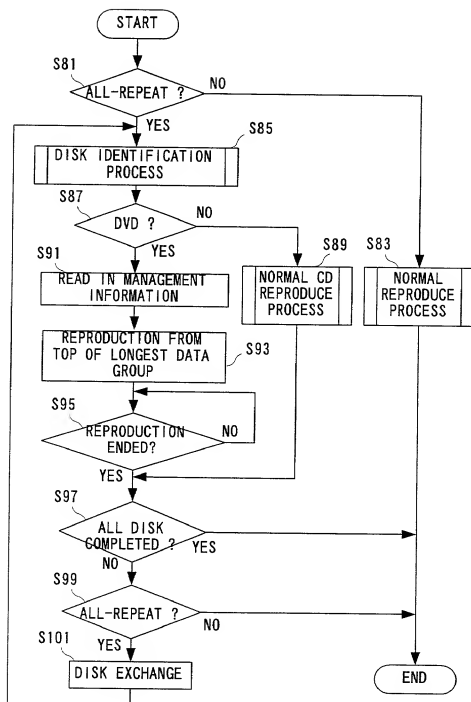 START
S81
ALL-REPEAT ?
NO
YES
S85
DISK IDENTIFICATION
PROCESS
S87
DVD ?
NO
YES
S89
NORMAL CD
REPRODUCE
PROCESS
S83
NORMAL
REPRODUCE
PROCESS
S91
READ IN MANAGEMENT
INFORMATION
REPRODUCTION FROM
TOP OF LONGEST DATA
GROUP
S93
S95
REPRODUCTION
ENDED?
NO
YES
S97
ALL DISK
COMPLETED ?
YES
NO
S99
ALL-REPEAT ?
NO
YES
S101
DISK EXCHANGE
END